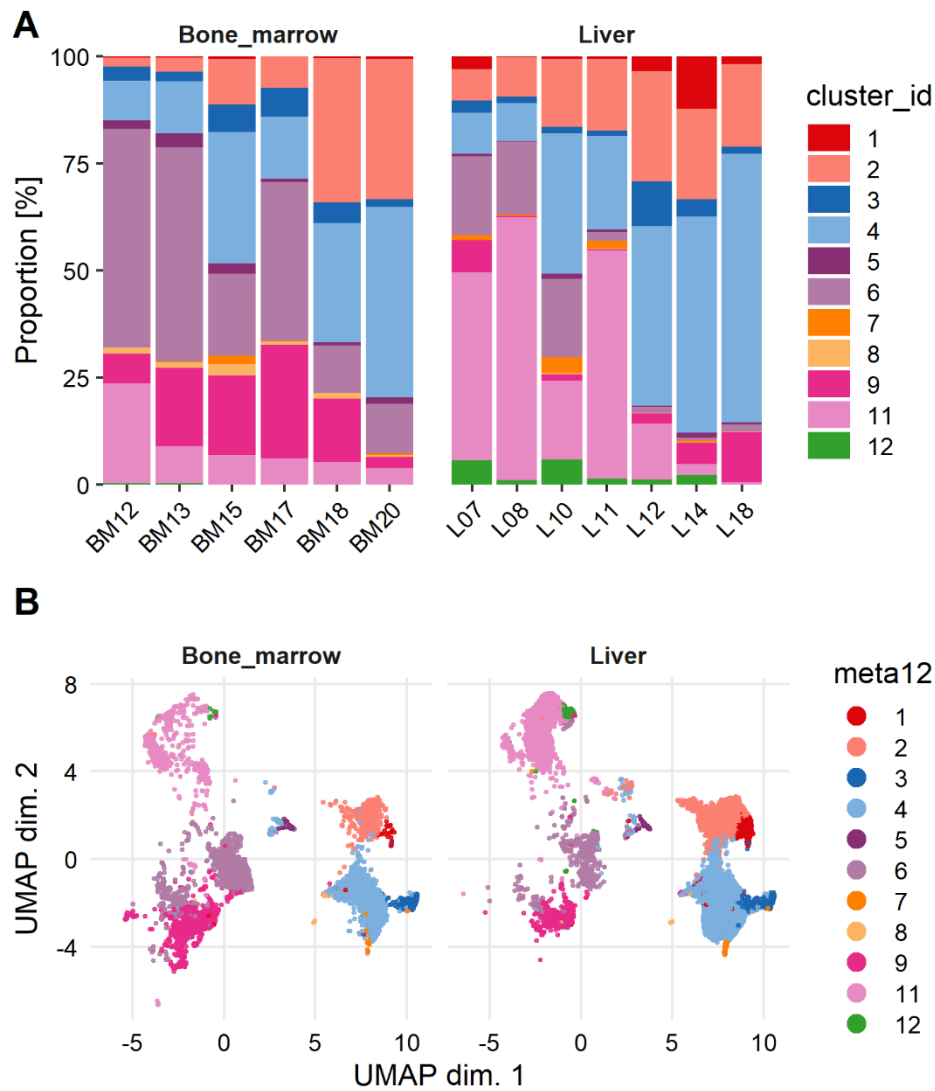 A
Bone_marrow Liver
100
75
50
25
0
Proportion [%]
BM12 BM13 BM15 BM17 BM18 BM20 L07 L08 L10 L11 L12 L14 L18
cluster_id
1
2
3
4
5
6
7
8
9
11
12
B
Bone_marrow Liver
8
4
0
-4
UMAP dim. 2
-5 0 5 10 -5 0 5 10
UMAP dim. 1
meta12
1
2
3
4
5
6
7
8
9
11
12